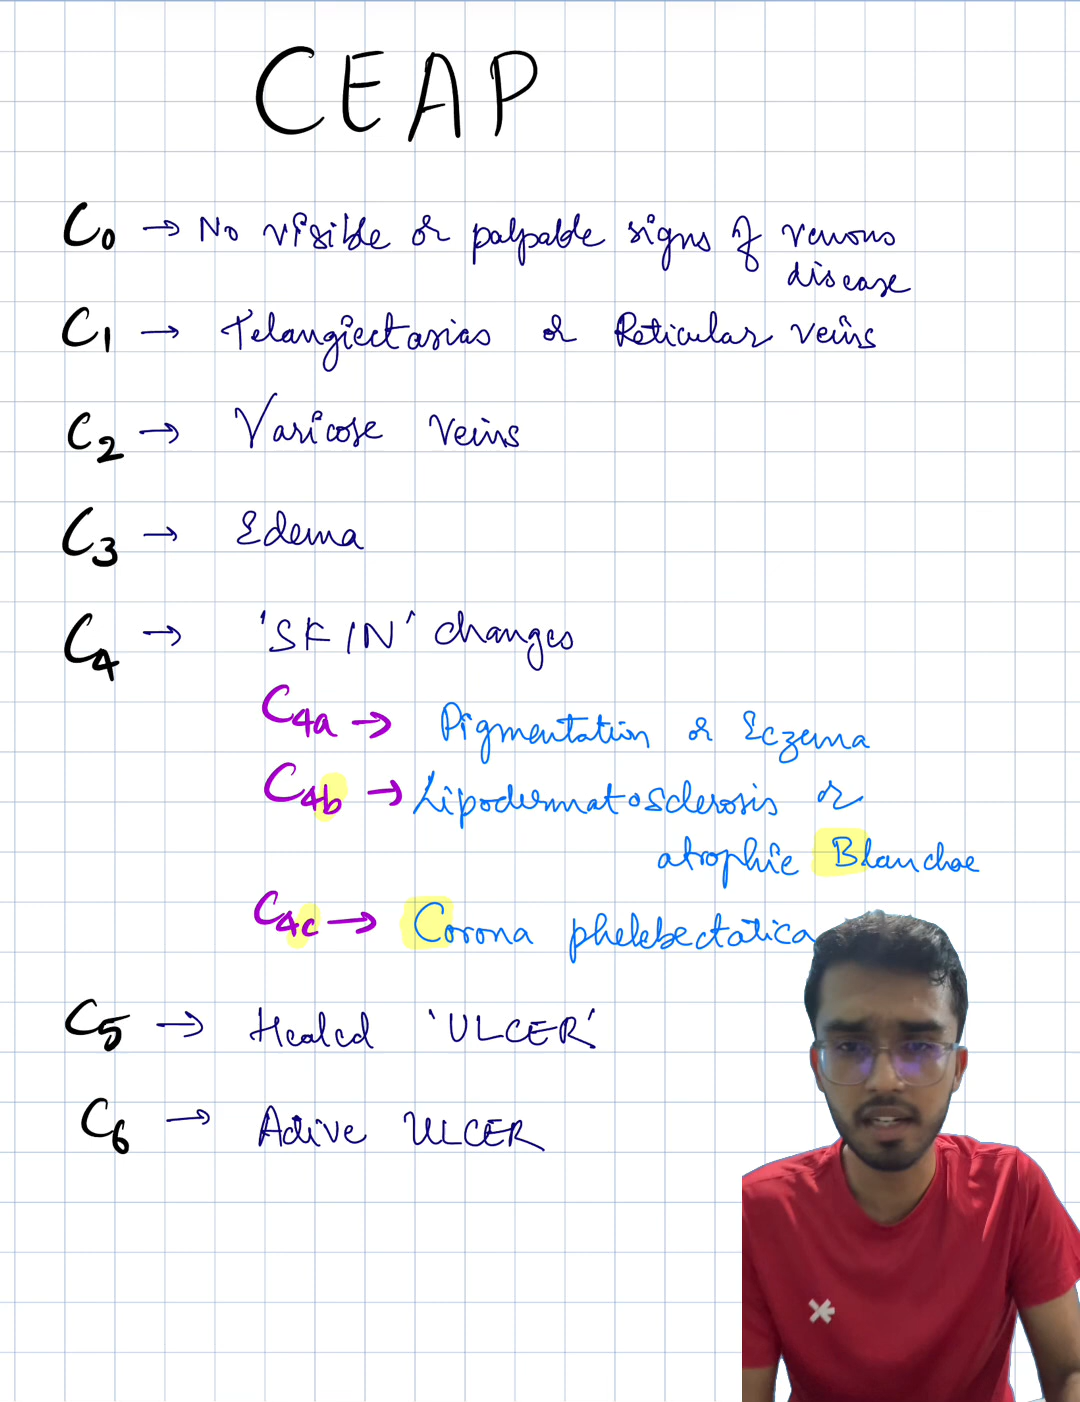 CEAP
C0 → No visible or palpable signs of venous
disease
C1 → Telangiectasias or Reticular veins
C2 → Varicose veins
C3 → Edema
C4 → 'SKIN' changes
C4a → Pigmentation or Eczema
C4b → Lipodermatosclerosis or
atrophie Blanchae
C4c → Corona phelebectatica
C5 → Healed 'ULCER'
C6 → Active ULCER